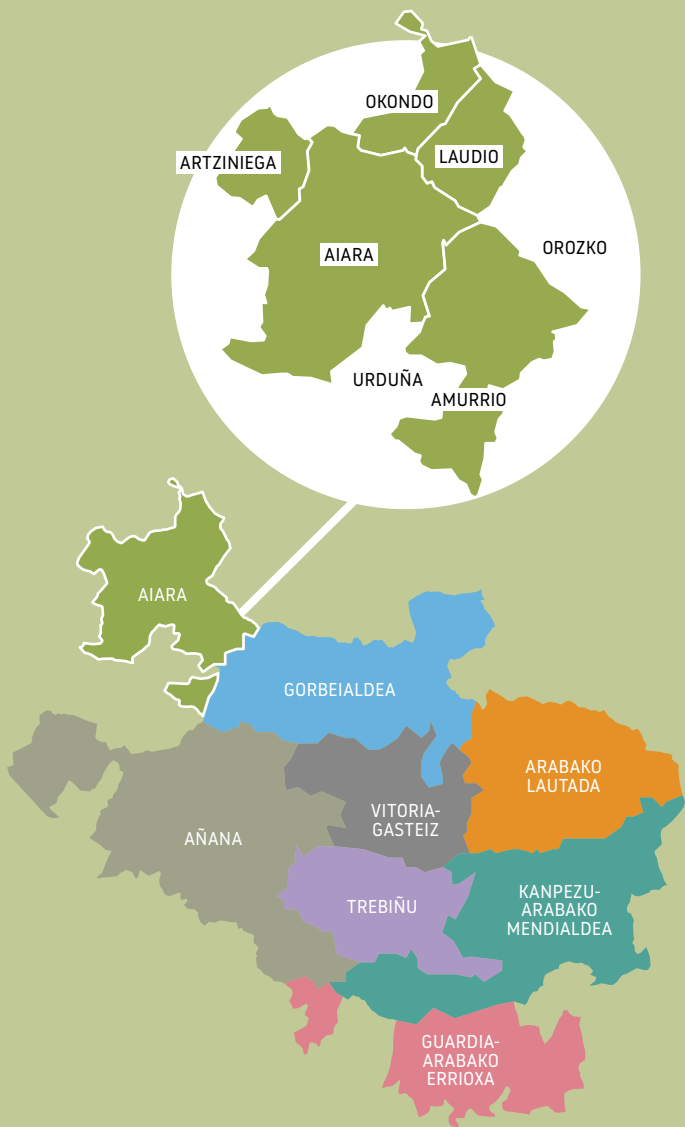 OKONDO
LAUDIO
ARTZINIEGA
OROZKO
AIARA
URDUÑA
AMURRIO
AIARA
GORBEIALDEA
ARABAKO
LAUTADA
VITORIA-
GASTEIZ
AÑANA
KANPEZU-
ARABAKO
MENDIALDEA
TREBIÑU
GUARDIA-
ARABAKO
ERRIOXA